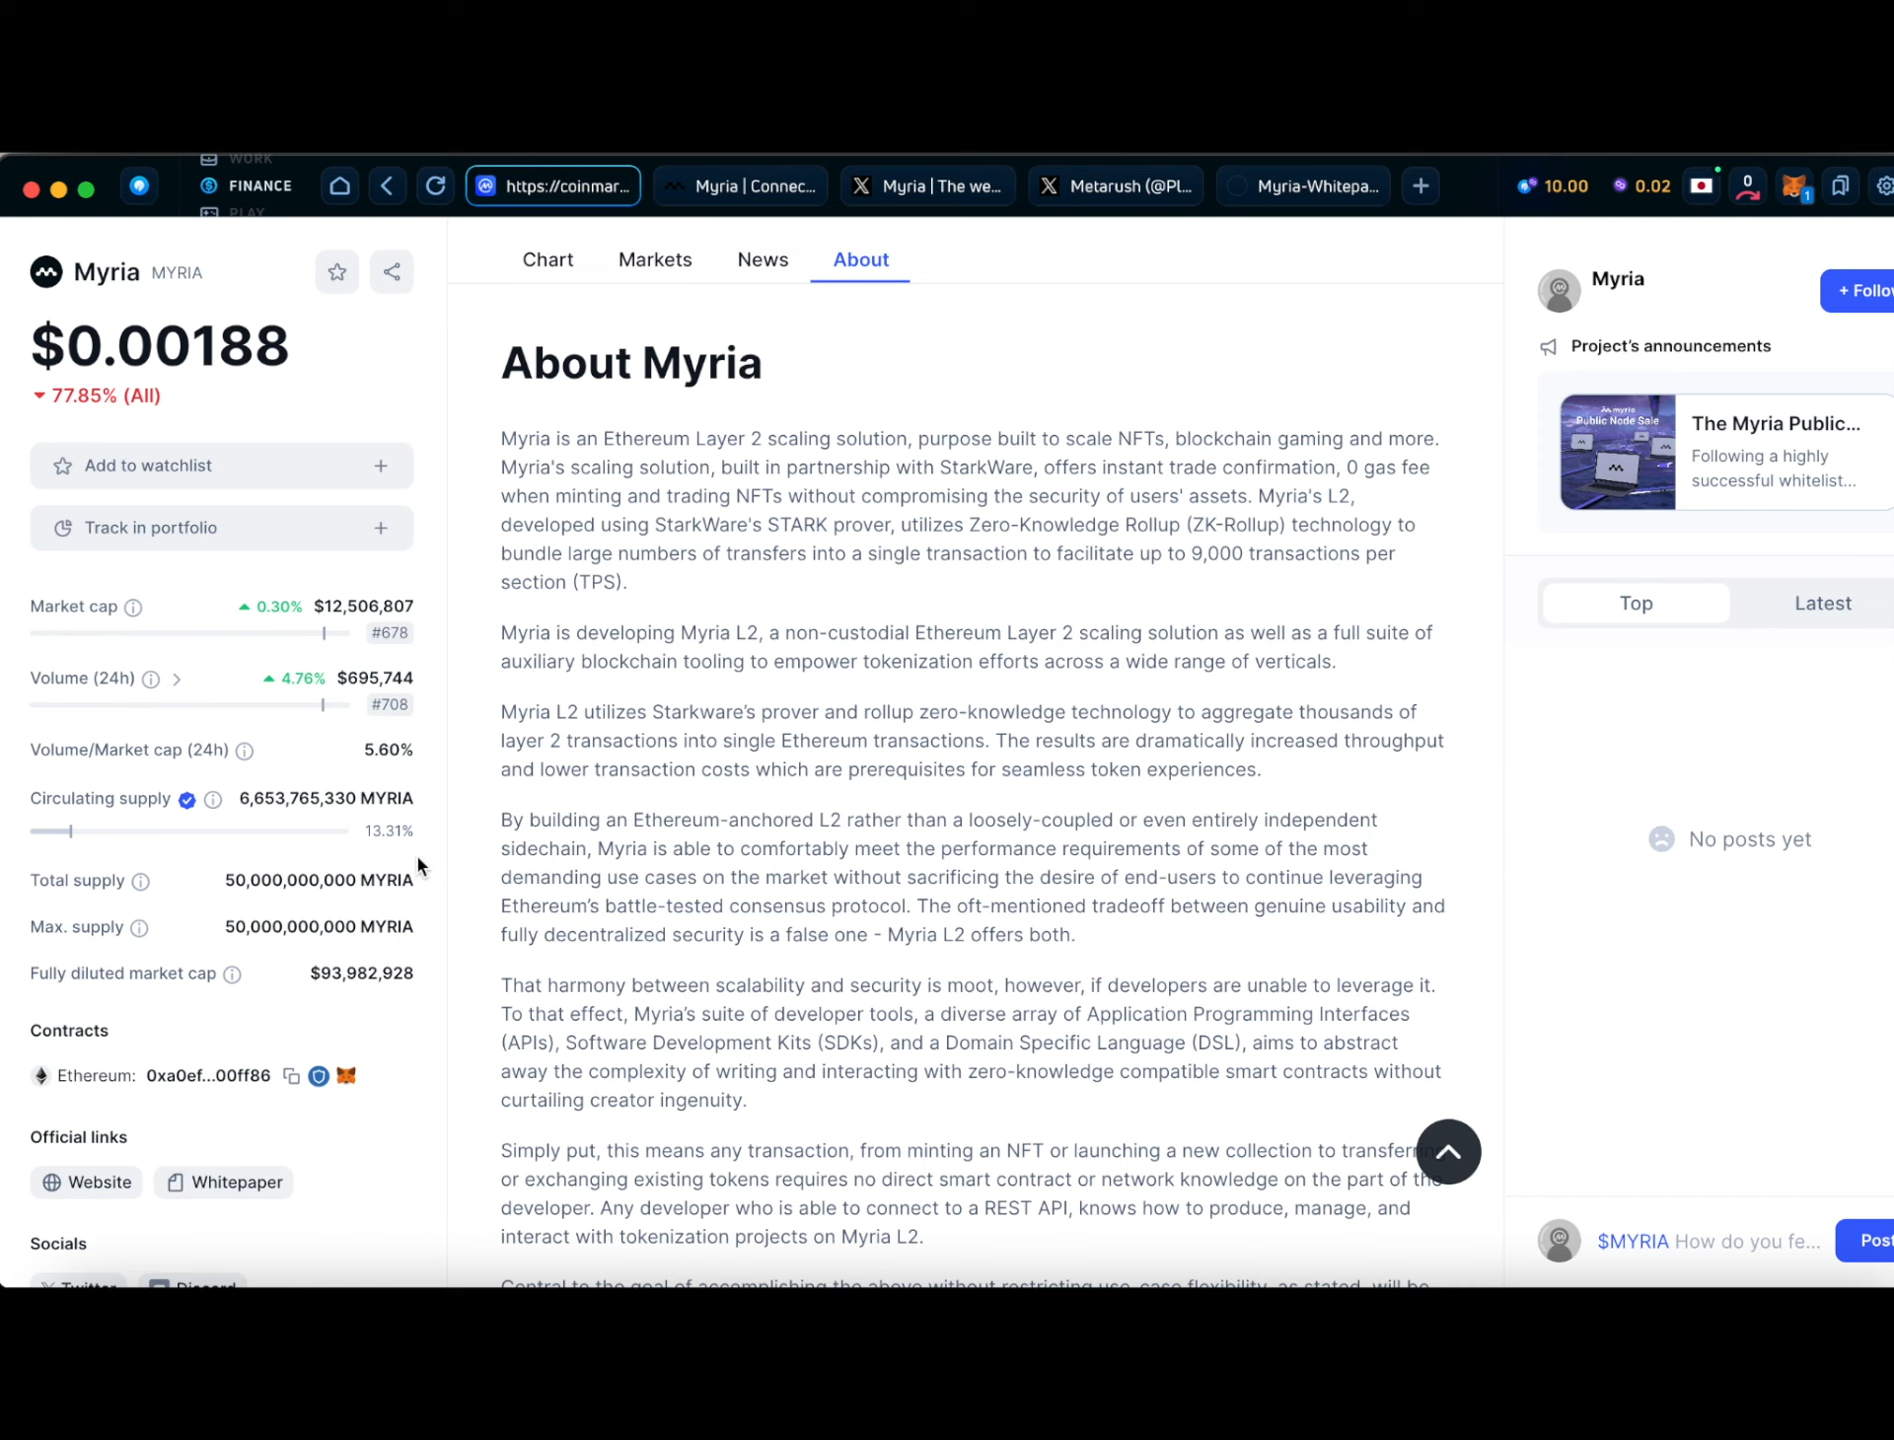 WORK
FINANCE
PLAY
https://coinmar...
Myria | Connec...
Myria | The we...
Metarush (@PL...
Myria-Whitepa...
10.00
0.02
0
1
Myria MYRIA
$0.00188
77.85% (All)
Add to watchlist
Track in portfolio
Market cap 0.30% $12,506,807
#678
Volume (24h) 4.76% $695,744
#708
Volume/Market cap (24h) 5.60%
Circulating supply 6,653,765,330 MYRIA
13.31%
Total supply 50,000,000,000 MYRIA
Max. supply 50,000,000,000 MYRIA
Fully diluted market cap $93,982,928
Contracts
Ethereum: 0xa0ef...00ff86
Official links
Website Whitepaper
Socials
Twitter Discord
Chart Markets News About
About Myria
Myria is an Ethereum Layer 2 scaling solution, purpose built to scale NFTs, blockchain gaming and more.
Myria's scaling solution, built in partnership with StarkWare, offers instant trade confirmation, 0 gas fee
when minting and trading NFTs without compromising the security of users' assets. Myria's L2,
developed using StarkWare's STARK prover, utilizes Zero-Knowledge Rollup (ZK-Rollup) technology to
bundle large numbers of transfers into a single transaction to facilitate up to 9,000 transactions per
section (TPS).
Myria is developing Myria L2, a non-custodial Ethereum Layer 2 scaling solution as well as a full suite of
auxiliary blockchain tooling to empower tokenization efforts across a wide range of verticals.
Myria L2 utilizes Starkware’s prover and rollup zero-knowledge technology to aggregate thousands of
layer 2 transactions into single Ethereum transactions. The results are dramatically increased throughput
and lower transaction costs which are prerequisites for seamless token experiences.
By building an Ethereum-anchored L2 rather than a loosely-coupled or even entirely independent
sidechain, Myria is able to comfortably meet the performance requirements of some of the most
demanding use cases on the market without sacrificing the desire of end-users to continue leveraging
Ethereum’s battle-tested consensus protocol. The oft-mentioned tradeoff between genuine usability and
fully decentralized security is a false one - Myria L2 offers both.
That harmony between scalability and security is moot, however, if developers are unable to leverage it.
To that effect, Myria’s suite of developer tools, a diverse array of Application Programming Interfaces
(APIs), Software Development Kits (SDKs), and a Domain Specific Language (DSL), aims to abstract
away the complexity of writing and interacting with zero-knowledge compatible smart contracts without
curtailing creator ingenuity.
Simply put, this means any transaction, from minting an NFT or launching a new collection to transferring
or exchanging existing tokens requires no direct smart contract or network knowledge on the part of the
developer. Any developer who is able to connect to a REST API, knows how to produce, manage, and
interact with tokenization projects on Myria L2.
Central to the goal of accomplishing the above without restricting use-case flexibility, as stated, will be
Myria
+ Follow
Project’s announcements
myria
Public Node Sale
The Myria Public...
Following a highly
successful whitelist...
Top Latest
No posts yet
$MYRIA How do you fe...
Post